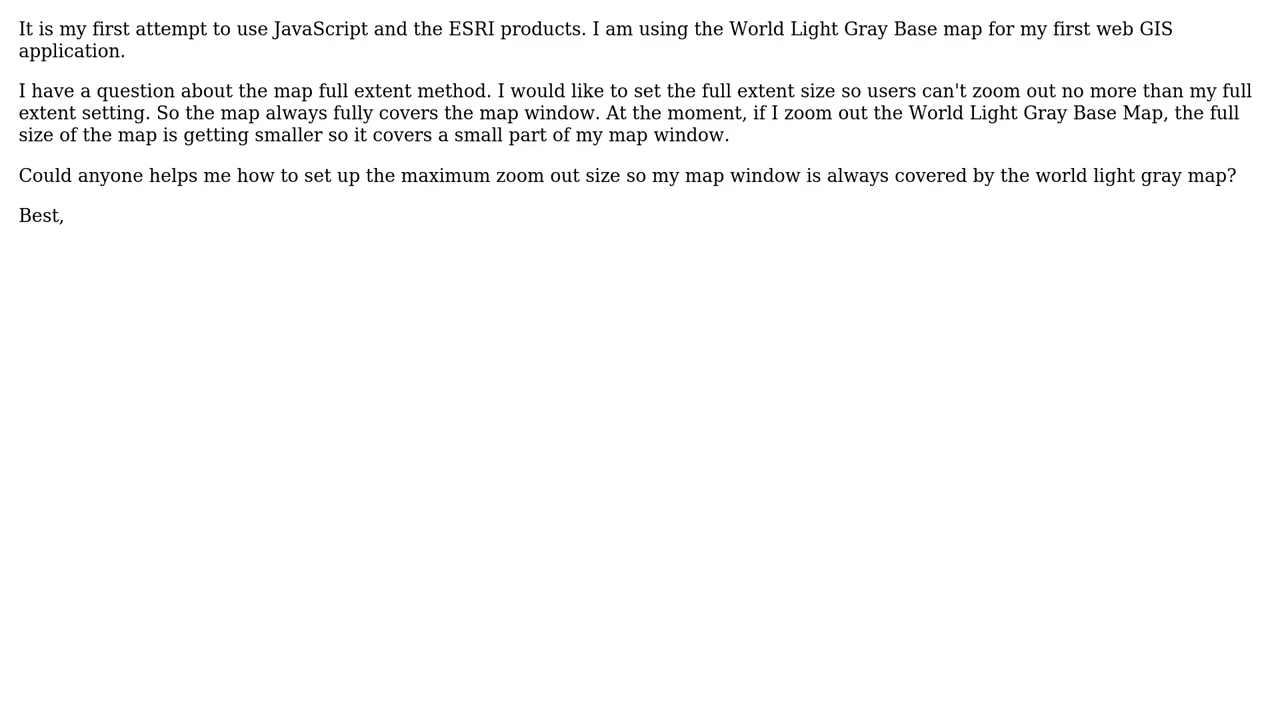 It is my first attempt to use JavaScript and the ESRI products. I am using the World Light Gray Base map for my first web GIS
application.
I have a question about the map full extent method. I would like to set the full extent size so users can't zoom out no more than my full
extent setting. So the map always fully covers the map window. At the moment, if I zoom out the World Light Gray Base Map, the full
size of the map is getting smaller so it covers a small part of my map window.
Could anyone helps me how to set up the maximum zoom out size so my map window is always covered by the world light gray map?
Best,